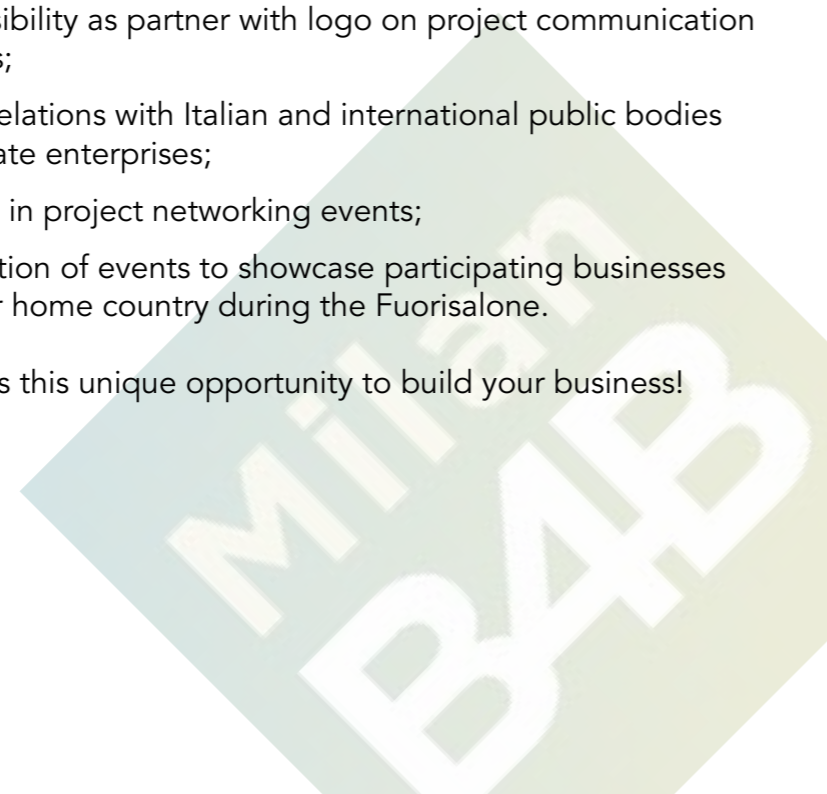 sibility as partner with logo on project communication
s;
elations with Italian and international public bodies
ate enterprises;
in project networking events;
tion of events to showcase participating businesses
r home country during the Fuorisalone.
s this unique opportunity to build your business!
Milan
B4B